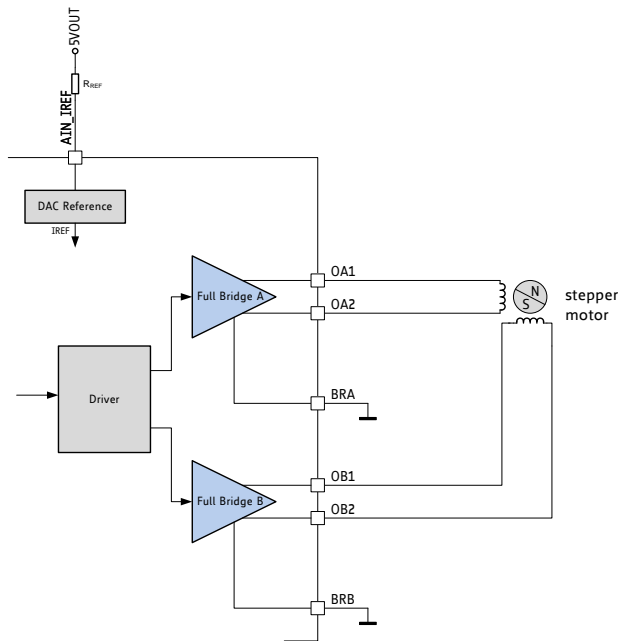 5VOUT
RREF
AIN_IREF
DAC Reference
IREF
Full Bridge A
OA1
OA2
N
S
stepper
motor
BRA
Driver
Full Bridge B
OB1
OB2
BRB